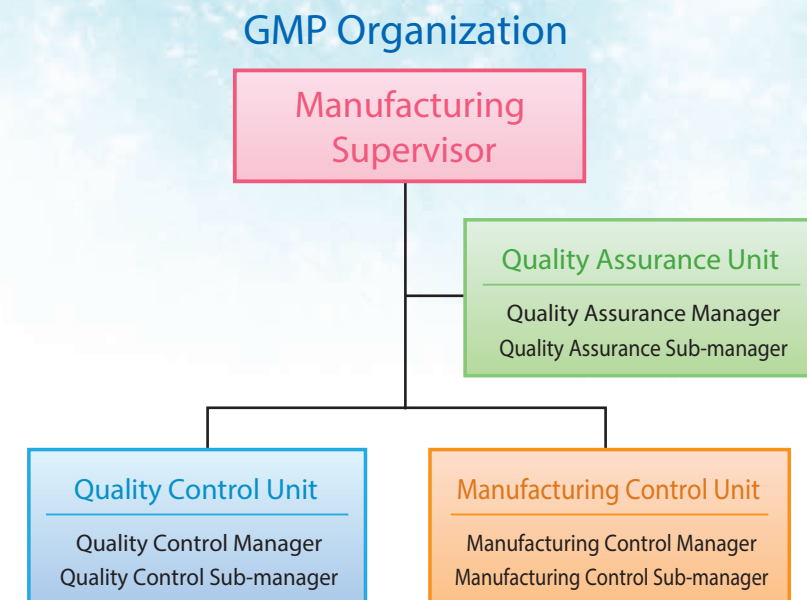 GMP Organization
Manufacturing
Supervisor
Quality Assurance Unit
Quality Assurance Manager
Quality Assurance Sub-manager
Quality Control Unit
Quality Control Manager
Quality Control Sub-manager
Manufacturing Control Unit
Manufacturing Control Manager
Manufacturing Control Sub-manager